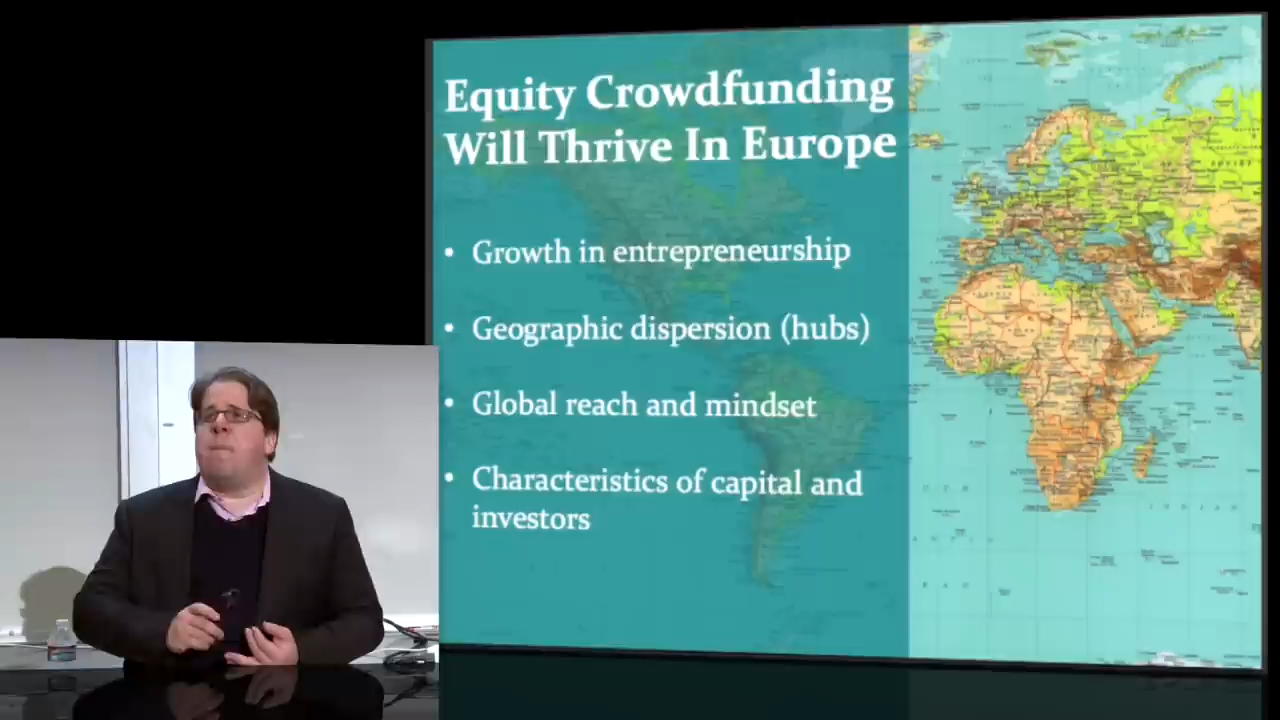 Equity Crowdfunding
Will Thrive In Europe
• Growth in entrepreneurship
• Geographic dispersion (hubs)
• Global reach and mindset
• Characteristics of capital and
investors